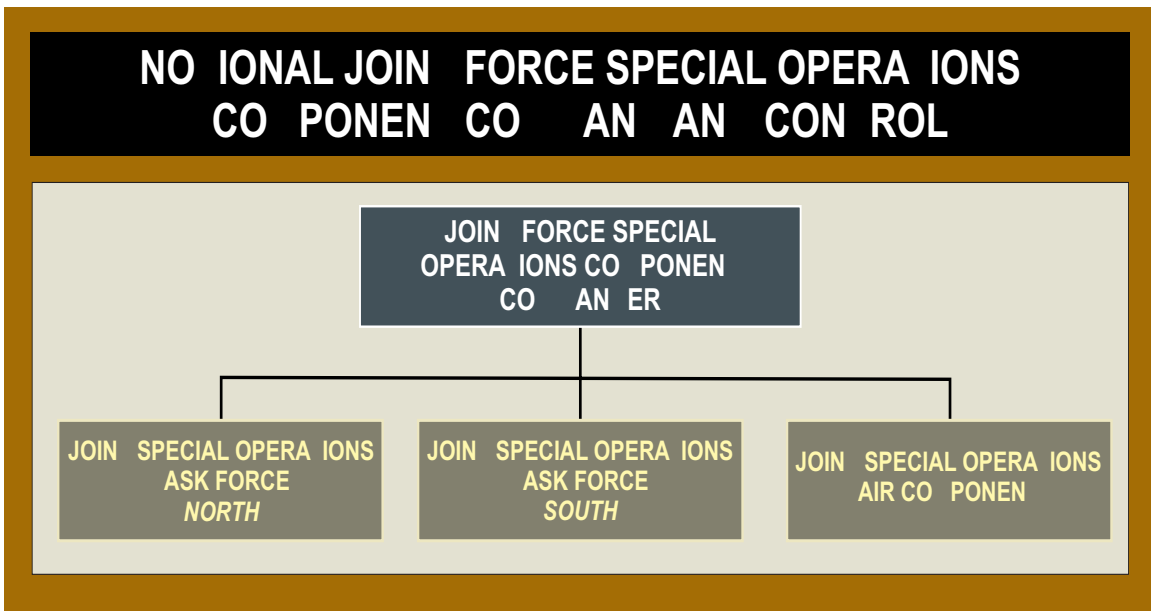 NO IONAL JOIN FORCE SPECIAL OPERA IONS
CO PONEN CO AN AN CON ROL
JOIN FORCE SPECIAL
OPERA IONS CO PONEN
CO AN ER
JOIN SPECIAL OPERA IONS
ASK FORCE
NORTH
JOIN SPECIAL OPERA IONS
ASK FORCE
SOUTH
JOIN SPECIAL OPERA IONS
AIR CO PONEN